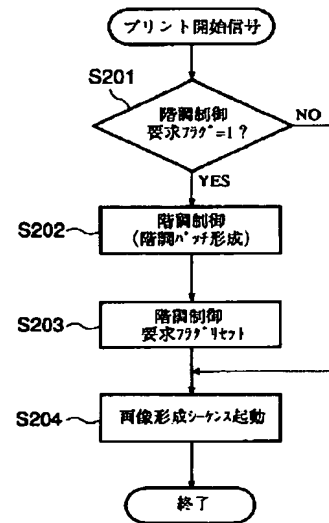 プリント開始信号
S201
階調制御
要求フラグ=1?
NO
YES
S202
階調制御
(階調パッチ形成)
S203
階調制御
要求フラグリセット
S204
画像形成シーケンス起動
終了